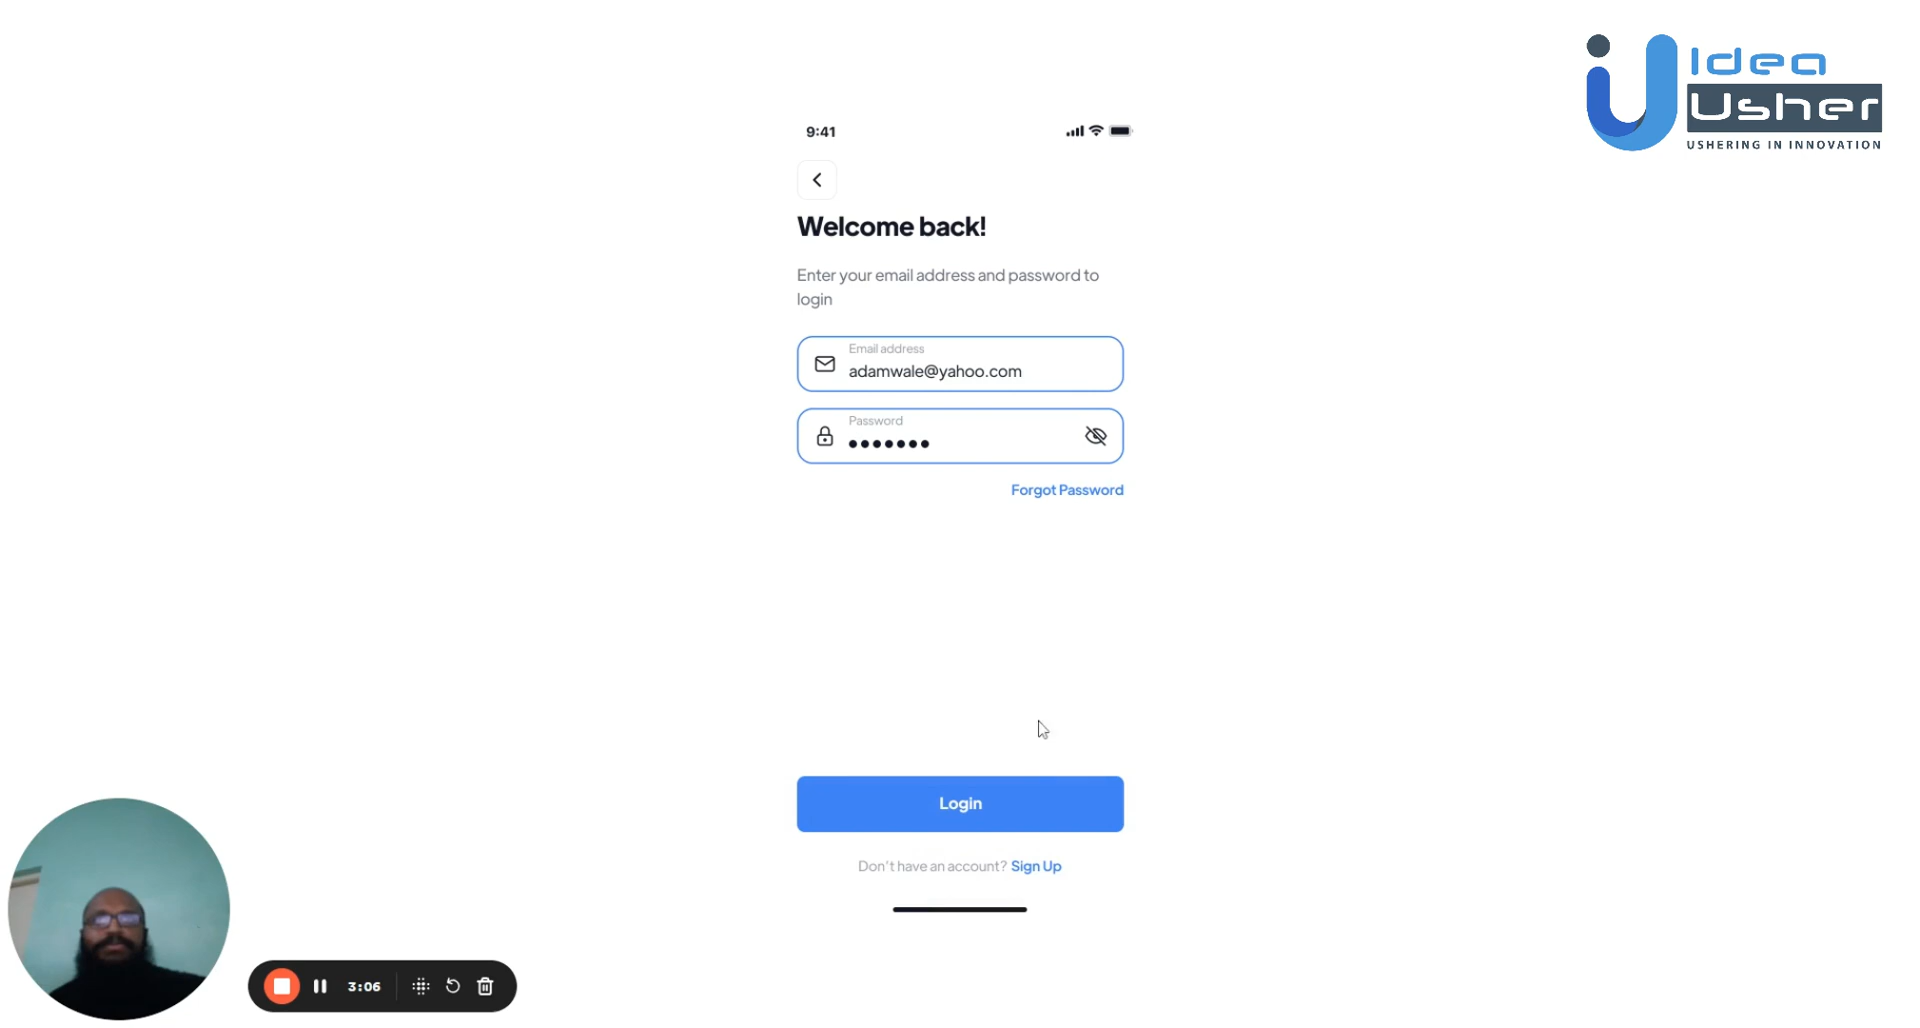 Idea
Usher
USHERING IN INNOVATION
9:41
Welcome back!
Enter your email address and password to
login
Email address
adamwale@yahoo.com
Password
Forgot Password
Login
Don't have an account? Sign Up
3:06